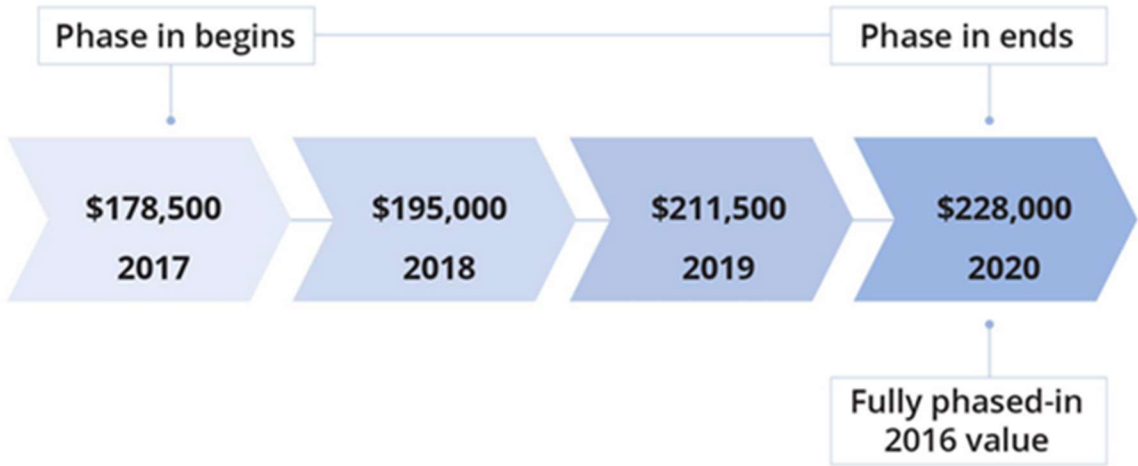 Phase in begins
Phase in ends
$178,500
2017
$195,000
2018
$211,500
2019
$228,000
2020
Fully phased-in
2016 value